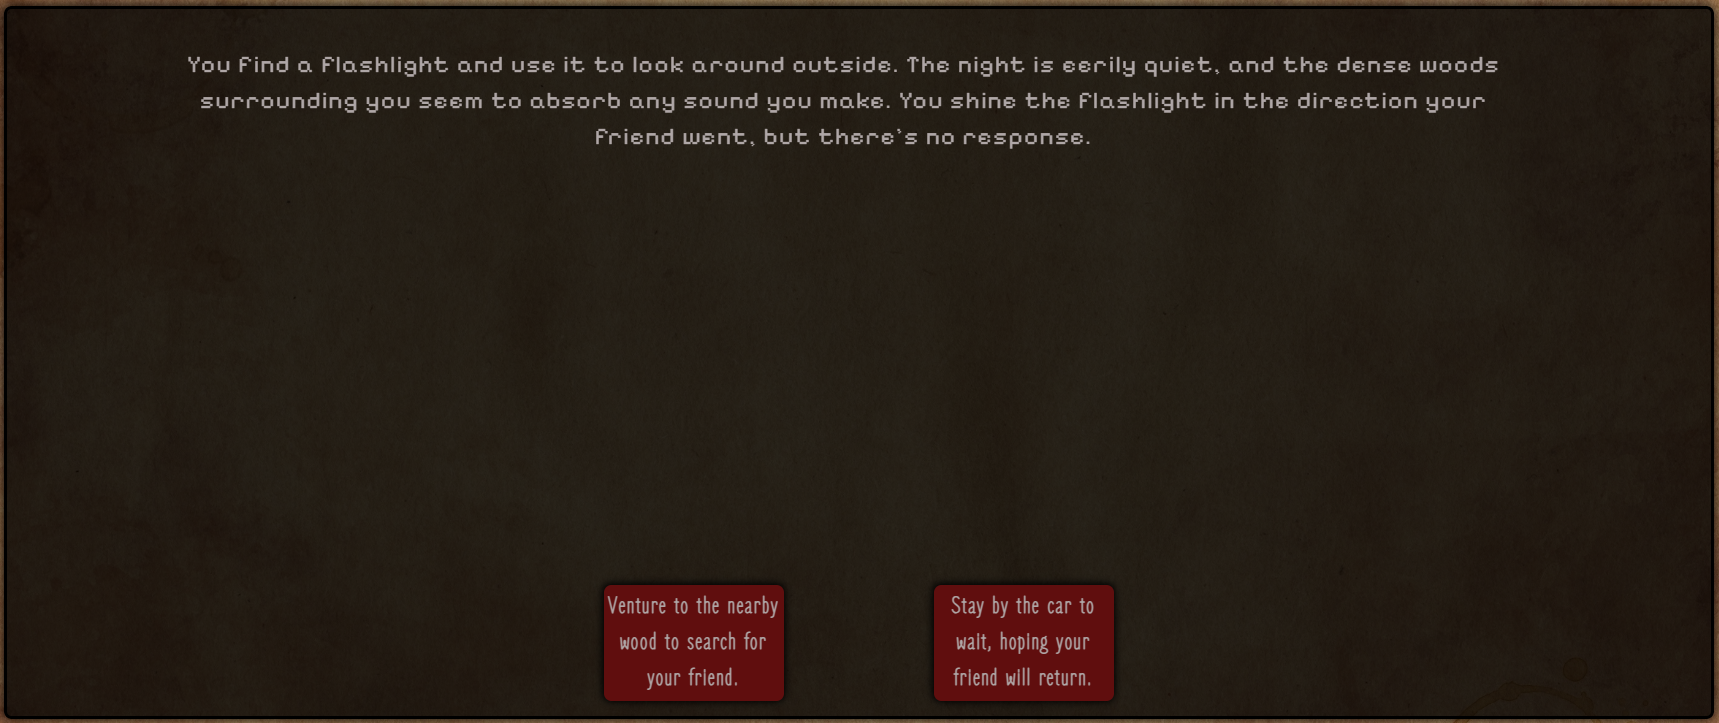 You find a flashlight and use it to look around outside. The night is eerily quiet, and the dense woods
surrounding you seem to absorb any sound you make. You shine the flashlight in the direction your
friend went, but there's no response.
Venture to the nearby
wood to search for
your friend.
Stay by the car to
wait, hoping your
friend will return.